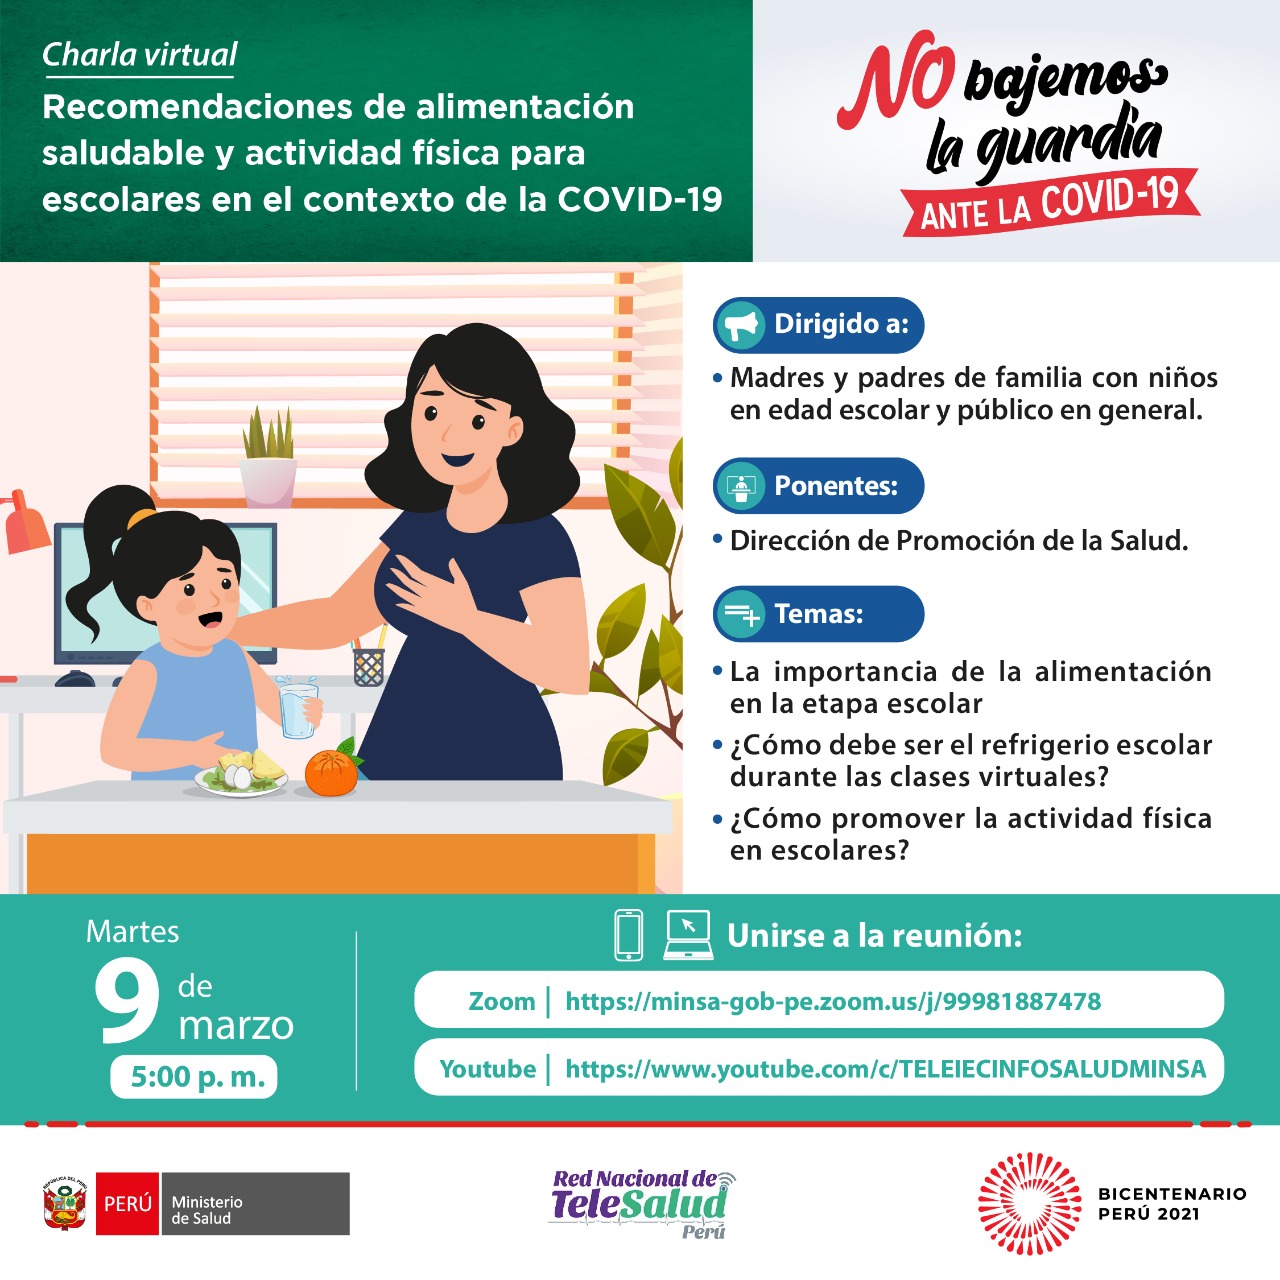 Charla virtual
Recomendaciones de alimentación
saludable y actividad física para
escolares en el contexto de la COVID-19
NO bajemos
la guardia
ANTE LA COVID-19
Dirigido a:
• Madres y padres de familia con niños
en edad escolar y público en general.
Ponentes:
• Dirección de Promoción de la Salud.
Temas:
• La importancia de la alimentación
en la etapa escolar
• ¿Cómo debe ser el refrigerio escolar
durante las clases virtuales?
• ¿Cómo promover la actividad física
en escolares?
Martes
9 de
marzo
5:00 p. m.
Unirse a la reunión:
Zoom | https://minsa-gob-pe.zoom.us/j/99981887478
Youtube | https://www.youtube.com/c/TELEIECINFOSALUDMINSA
REPÚBLICA DEL PERÚ
PERÚ
Ministerio
de Salud
Red Nacional de
TeleSalud
Perú
BICENTENARIO
PERÚ 2021